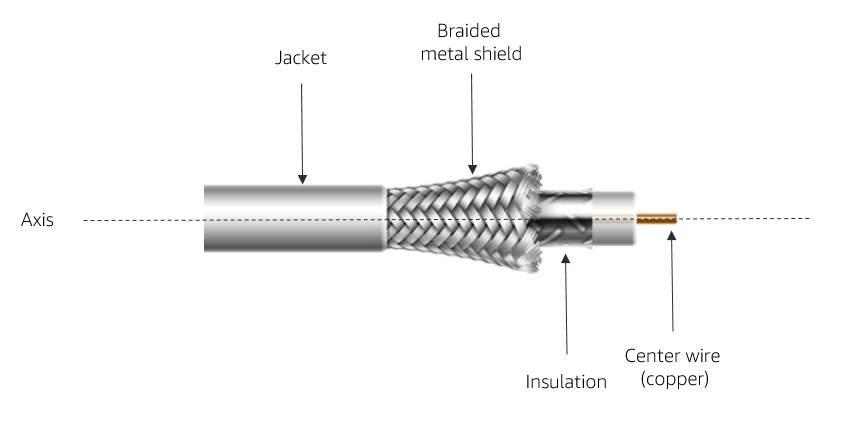 Braided
metal shield
Jacket
Axis
Center wire
(copper)
Insulation